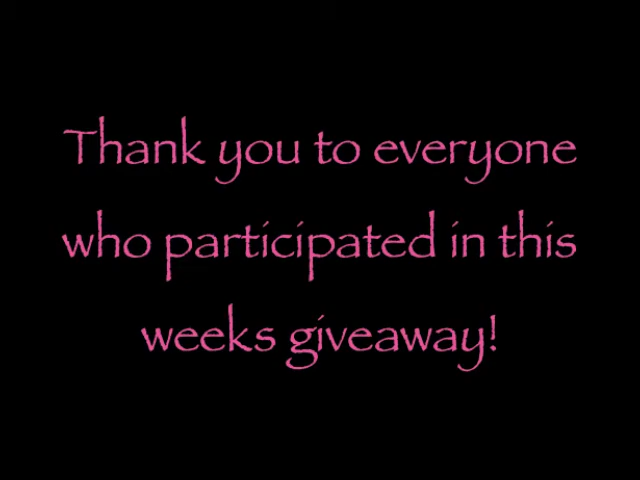 Thank you to everyone
who participated in this
weeks giveaway!